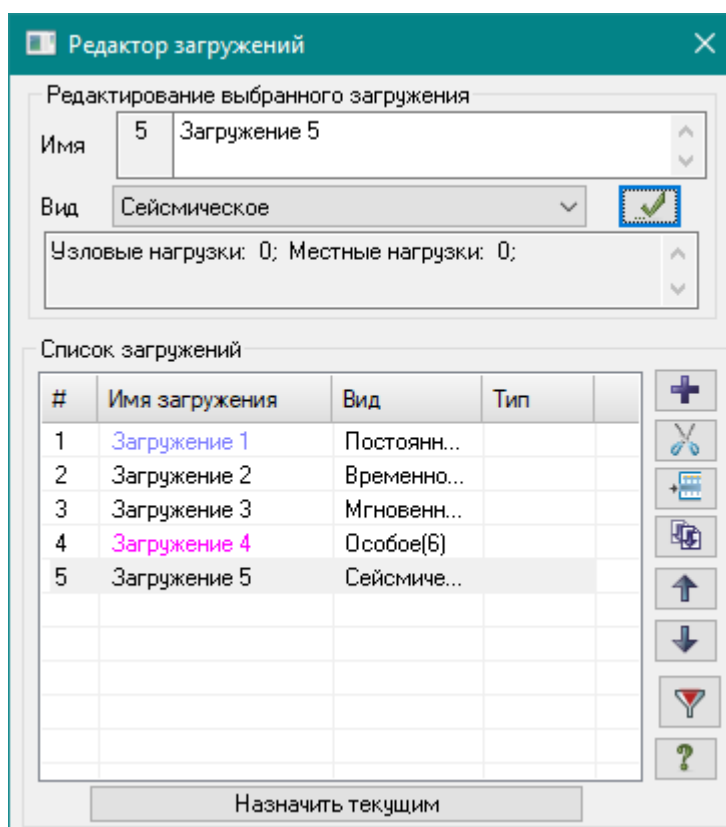 Редактор загружений
Редактирование выбранного загружения
Имя 5 Загружение 5
Вид Сейсмическое
Узловые нагрузки: 0; Местные нагрузки: 0;
Список загружений
# Имя загружения Вид Тип
1 Загружение 1 Постоянн...
2 Загружение 2 Временно...
3 Загружение 3 Мгновенн...
4 Загружение 4 Особое(6)
5 Загружение 5 Сейсмиче...
Назначить текущим